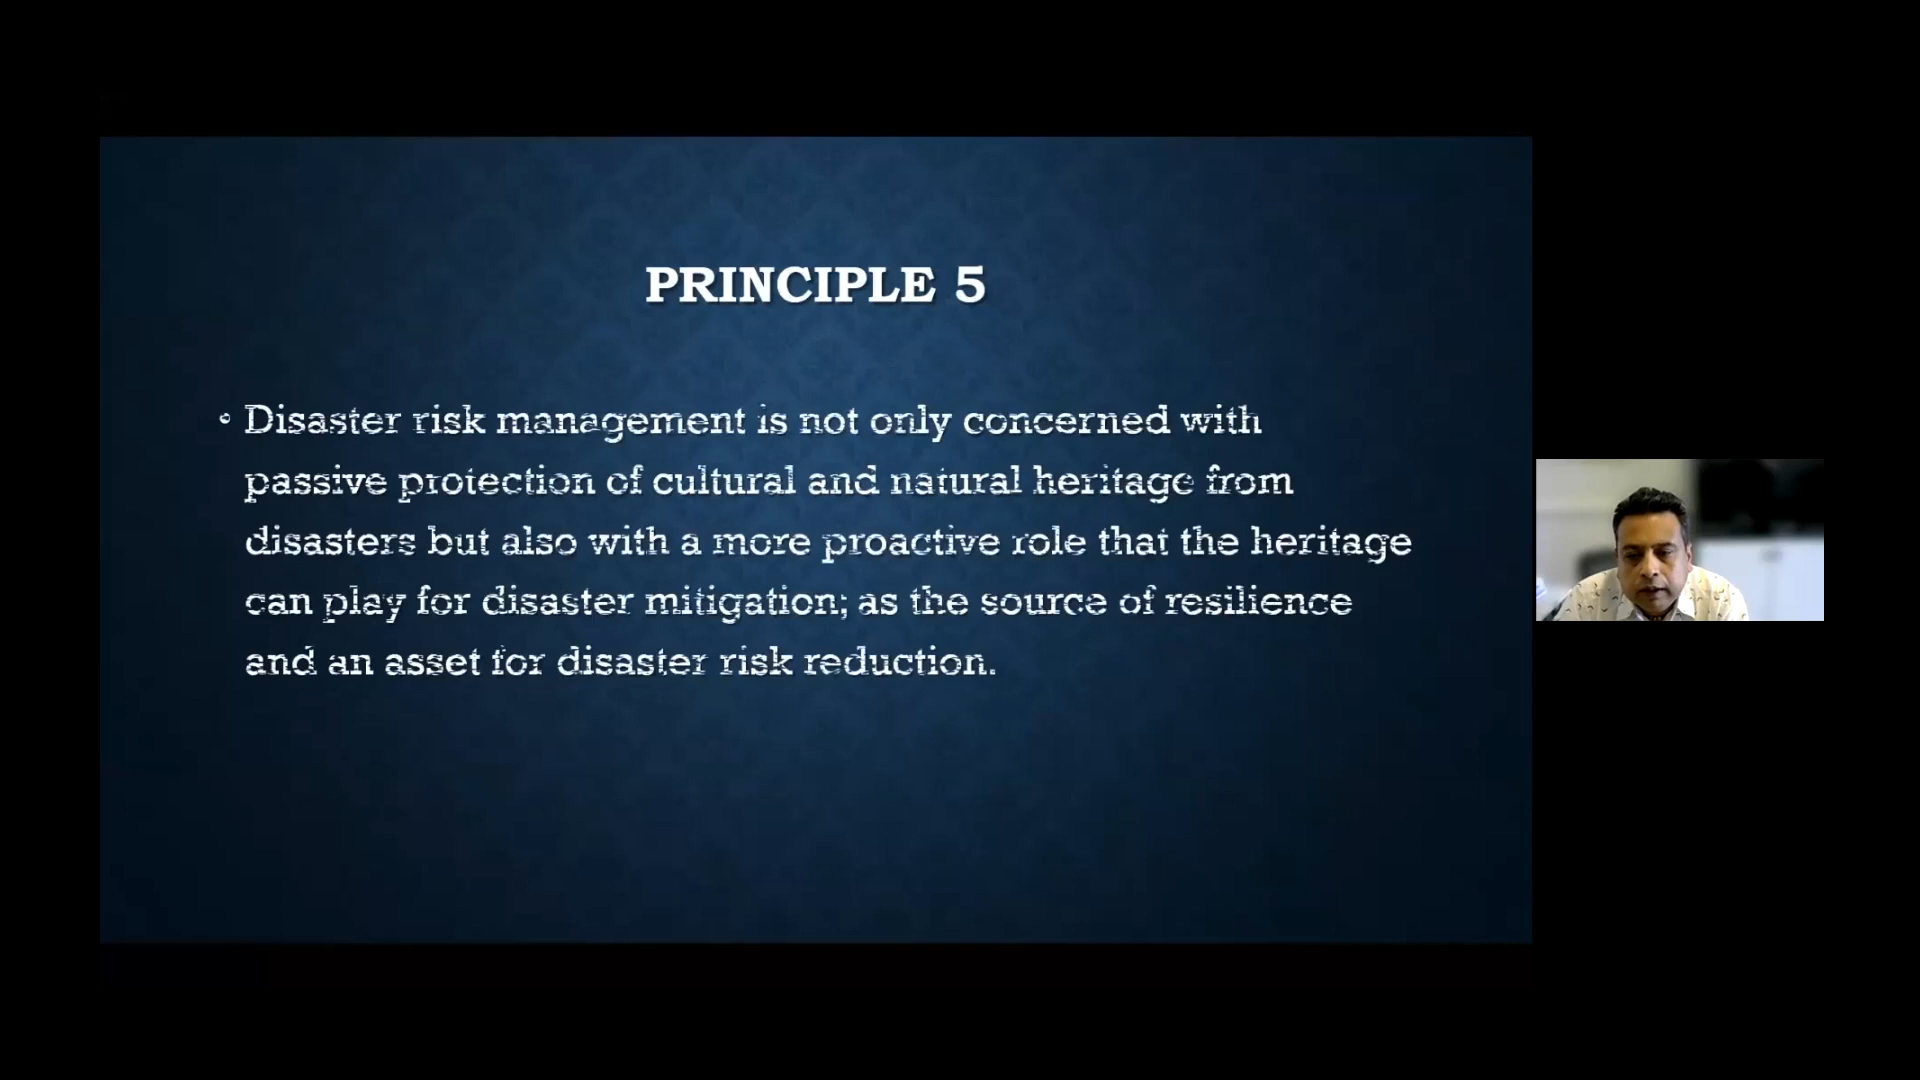 PRINCIPLE 5
• Disaster risk management is not only concerned with
passive protection of cultural and natural heritage from
disasters but also with a more proactive role that the heritage
can play for disaster mitigation; as the source of resilience
and an asset for disaster risk reduction.